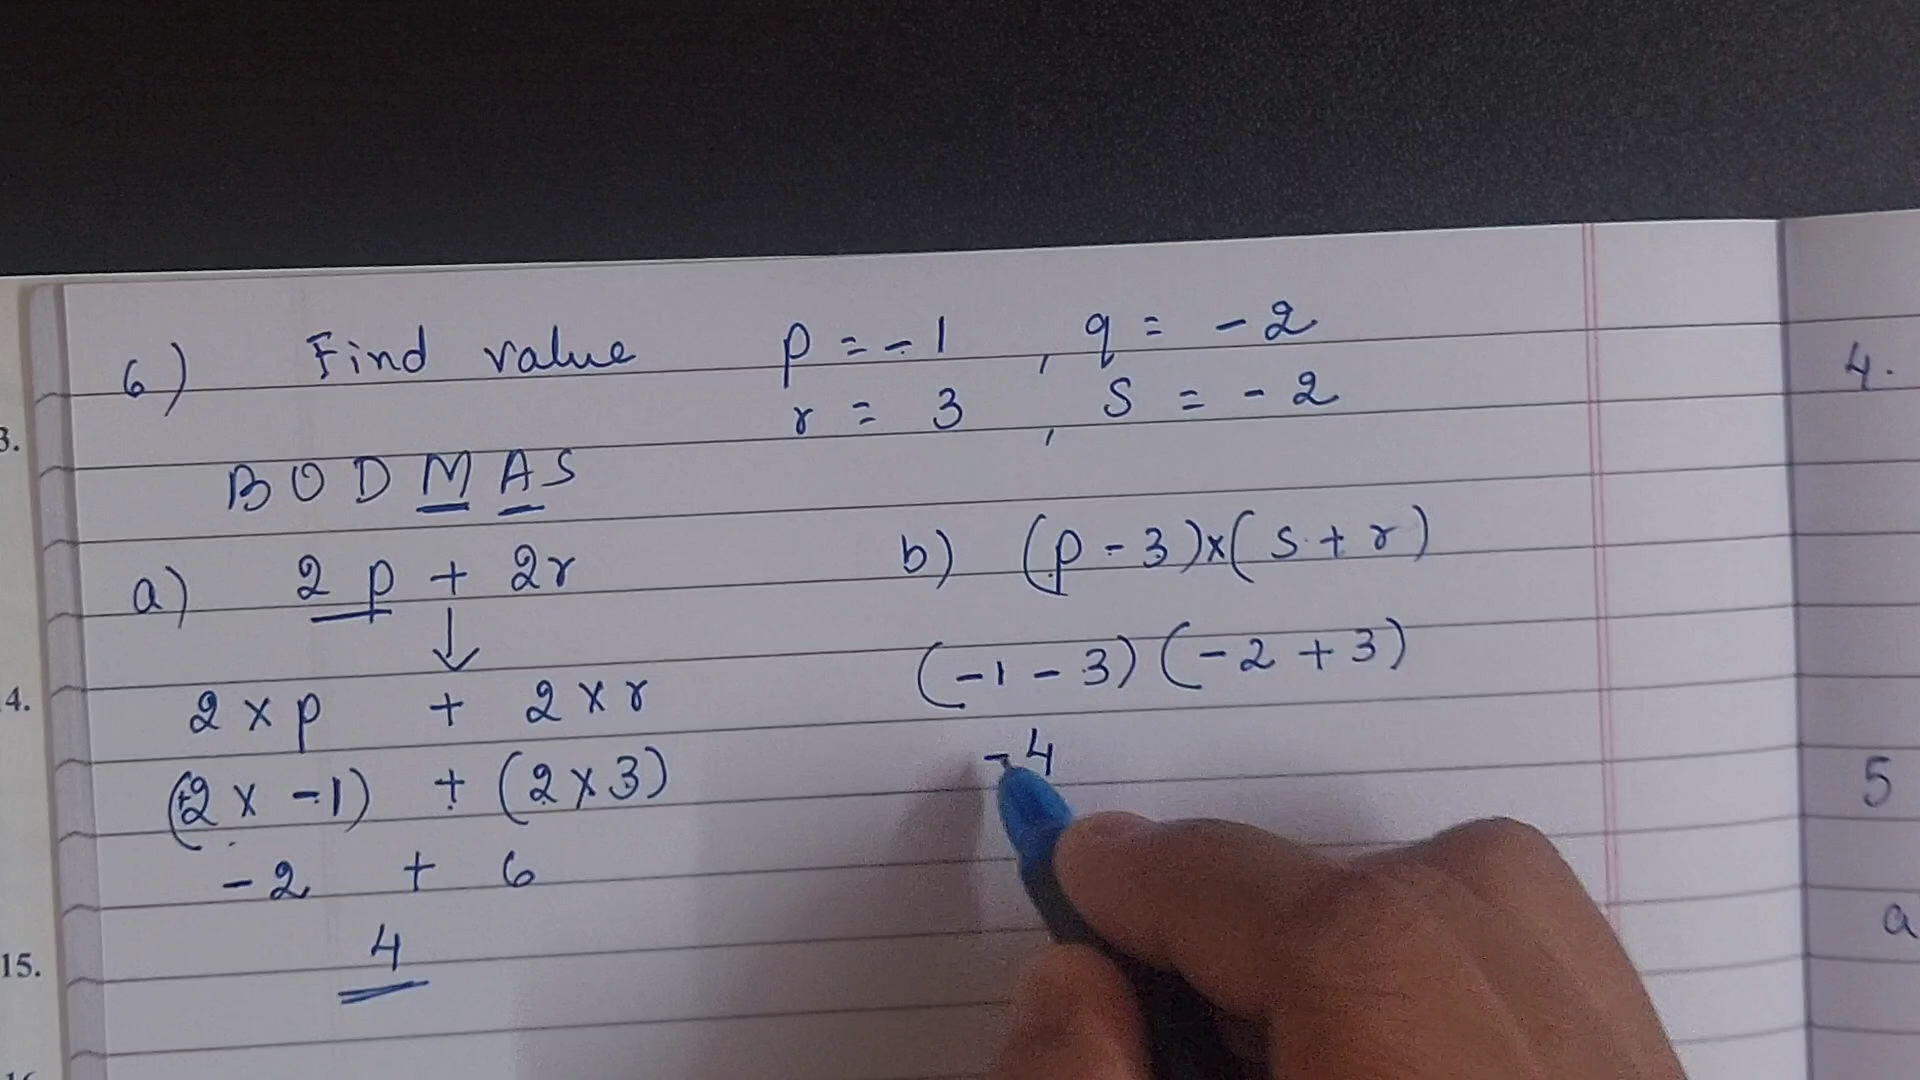 6) Find value p = -1 , q = -2
r = 3 , s = -2
BODMAS
a) 2p + 2r
↓
2 × p + 2 × r
(2 × -1) + (2 × 3)
-2 + 6
4
b) (p - 3)×(s + r)
(-1 - 3) (-2 + 3)
-4
3.
4.
15.
4.
5
a